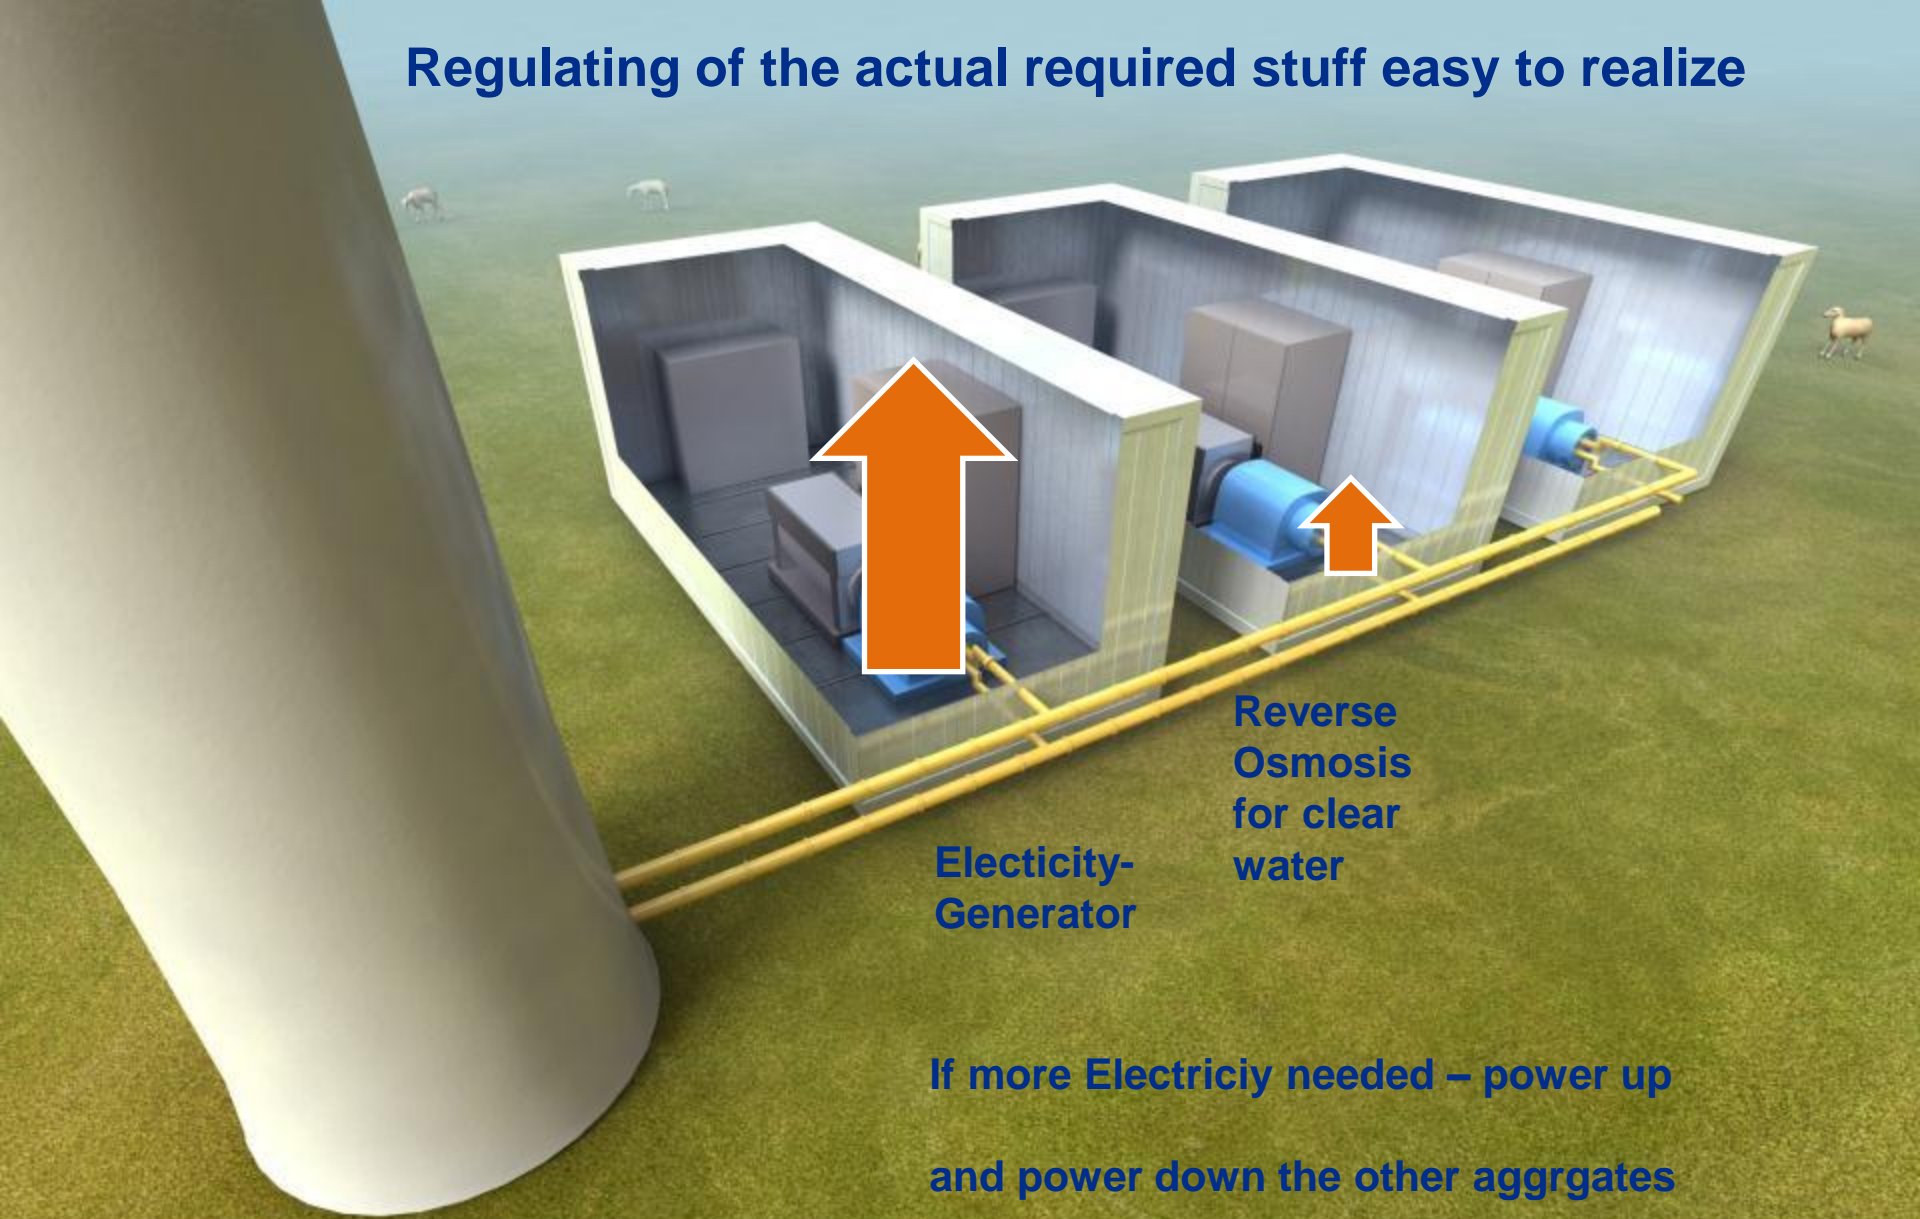 Regulating of the actual required stuff easy to realize
Reverse
Osmosis
for clear
water
Electicity-
Generator
If more Electriciy needed – power up
and power down the other aggrgates